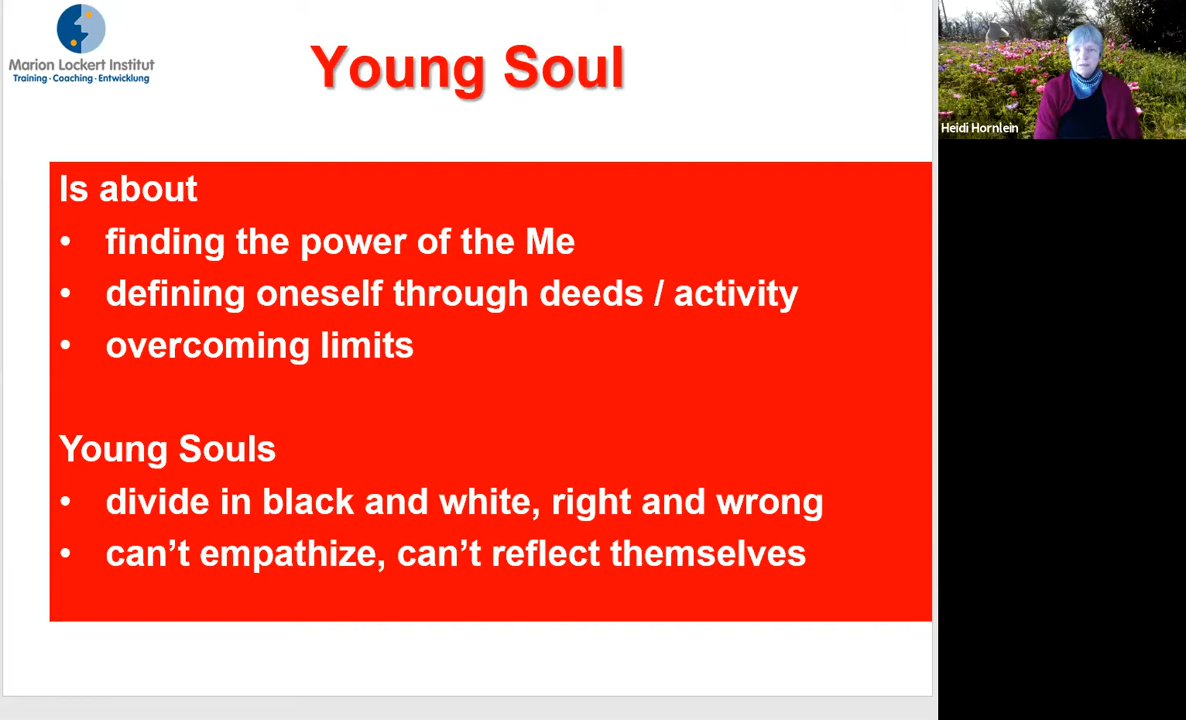 Marion Lockert Institut
Training · Coaching · Entwicklung
Young Soul
Is about
• finding the power of the Me
• defining oneself through deeds / activity
• overcoming limits
Young Souls
• divide in black and white, right and wrong
• can’t empathize, can’t reflect themselves
Heidi Hornlein